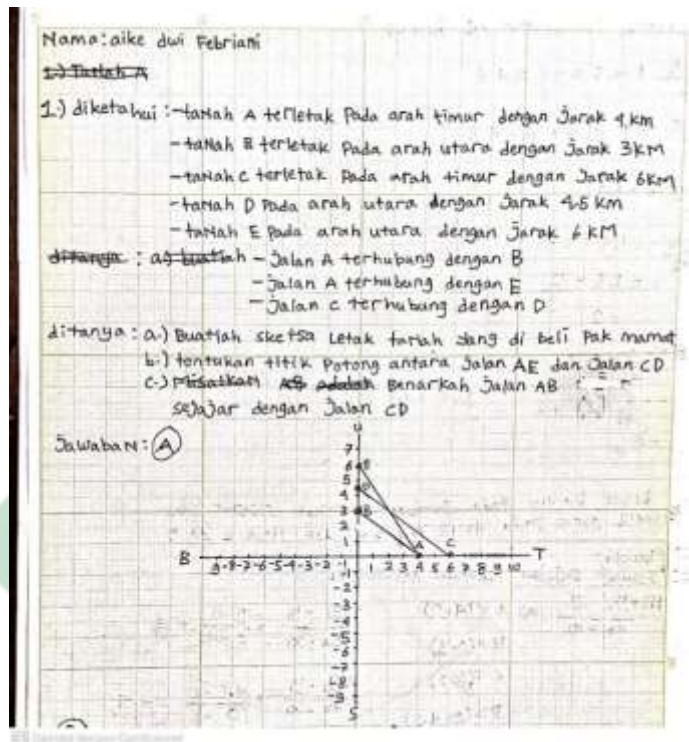 Nama: aike dwi Febriani
1.) Tanah A
1.) diketahui : - tanah A terletak Pada arah timur dengan Jarak 4 km
- tanah B terletak Pada arah utara dengan Jarak 3KM
- tanah C terletak Pada arah timur dengan Jarak 6KM
- tanah D Pada arah utara dengan Jarak 4.5 KM
- tanah E Pada arah utara dengan Jarak 6 KM
ditanya : a.) buatlah - Jalan A terhubung dengan B
- Jalan A terhubung dengan E
- Jalan C terhubung dengan D
ditanya : a.) Buatlah sketsa Letak tanah yang di beli Pak mamat
b.) tentukan titik Potong antara Jalan AE dan Jalan CD
c.) Misalkan AB adalah Benarkah Jalan AB
sejajar dengan Jalan CD
JawabaN : A
U
7
6 E
5
4 D
3 B
2
1 A C
B -9 -8 -7 -6 -5 -4 -3 -2 -1 1 2 3 4 5 6 7 8 9 10 T
-1
-2
-3
-4
-5
-6
-7
-8
-9
S